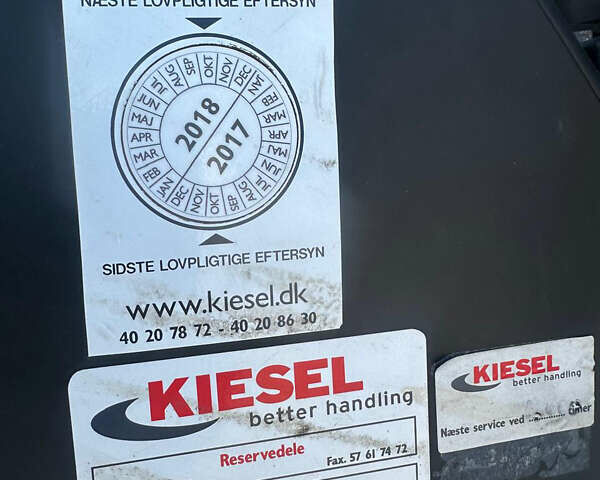 NÆSTE LOVPLIGTIGE EFTERSYN
JAN FEB MAR APR MAJ JUN JUL AUG SEP OKT NOV DEC
2018
2017
JAN FEB MAR APR MAJ JUN JUL AUG SEP OKT NOV DEC
SIDSTE LOVPLIGTIGE EFTERSYN
www.kiesel.dk
40 20 78 72 - 40 20 86 30
KIESEL
better handling
Reservedele
Fax. 57 61 74 72
KIESEL
better handling
Næste service ved timer